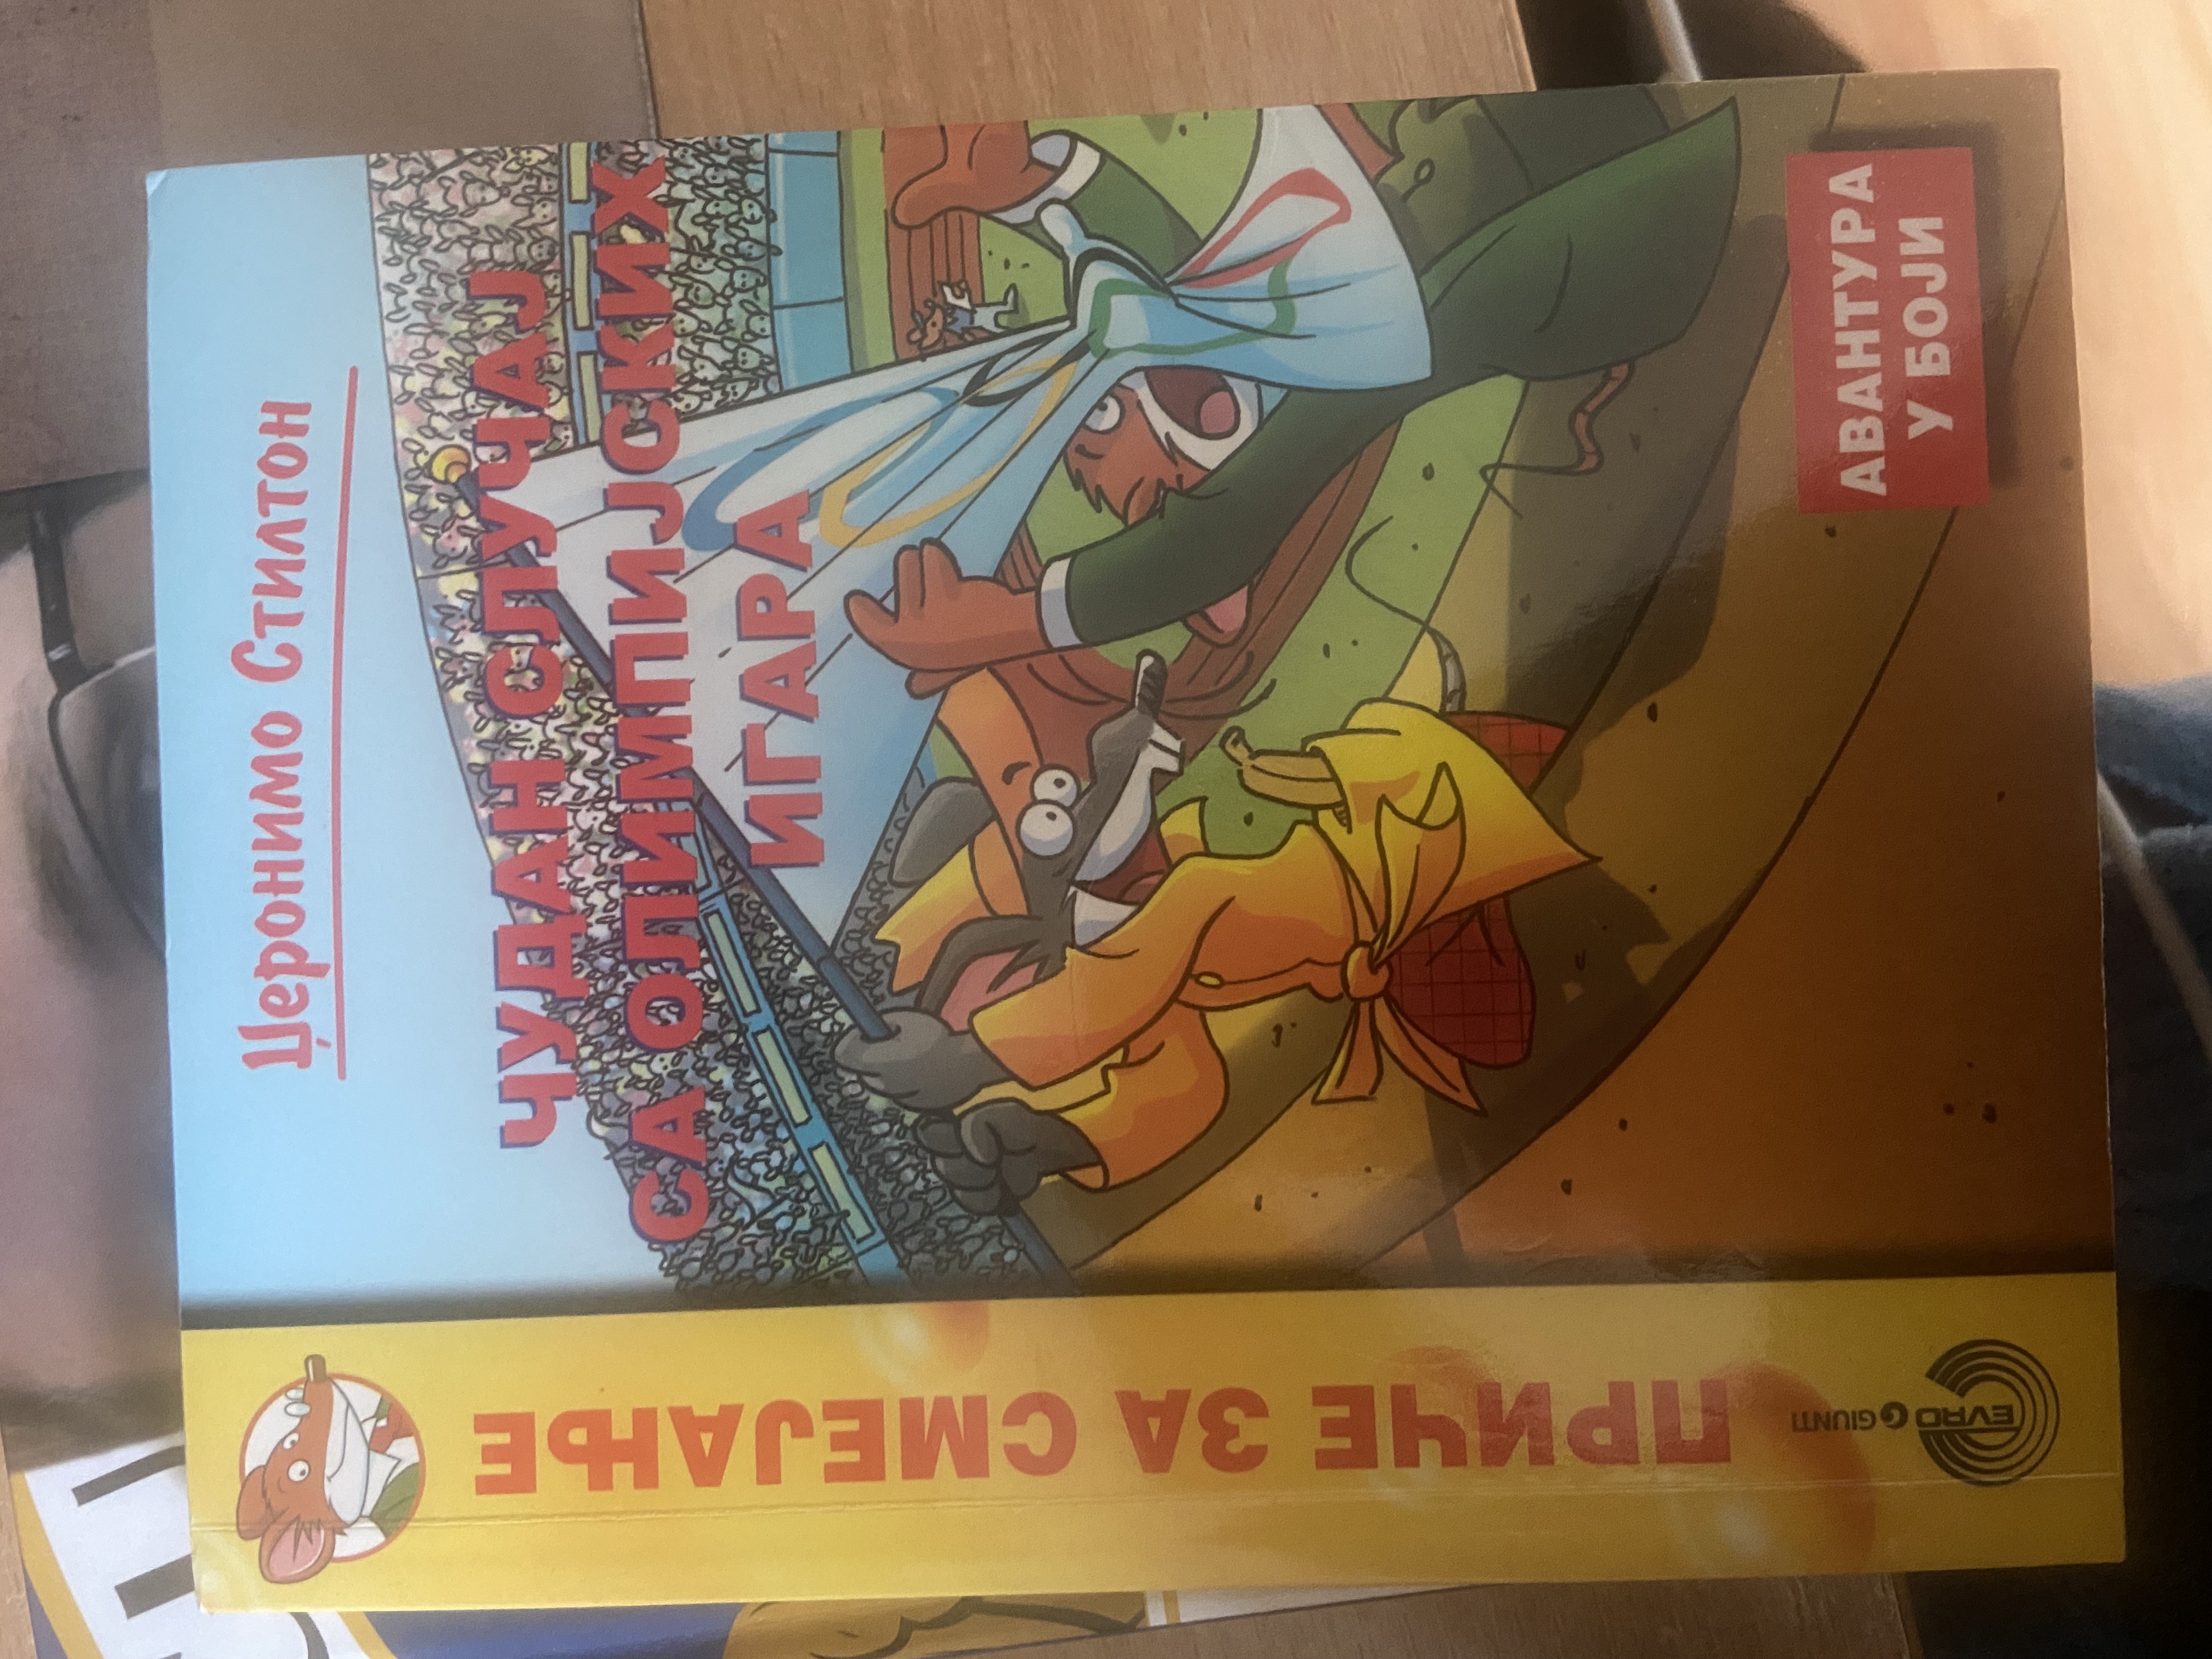 Џеронимо Стилтон
ЧУДАН СЛУЧАЈ
СА ОЛИМПИЈСКИХ
ИГАРА
ПРИЧЕ ЗА СМЕЈАЊЕ
EVRO GIUNTI
АВАНТУРА
У БОЈИ